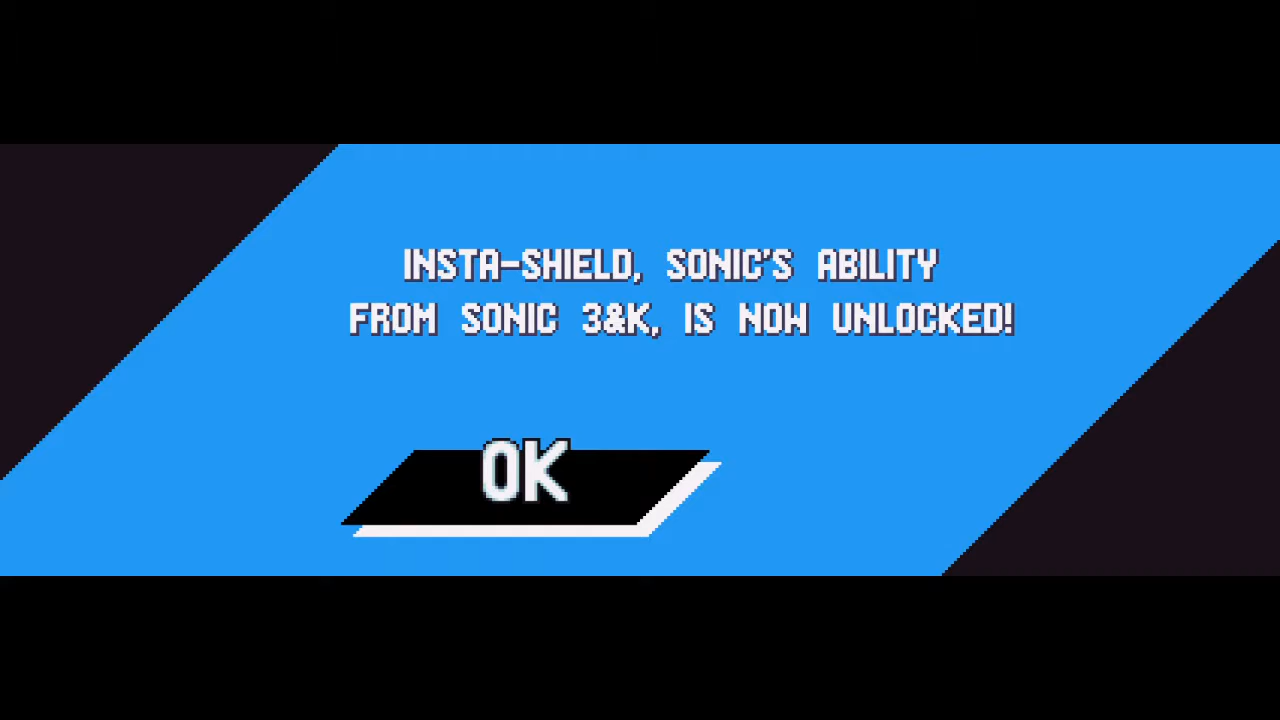 INSTA-SHIELD, SONIC'S ABILITY
FROM SONIC 3&K, IS NOW UNLOCKED!
OK